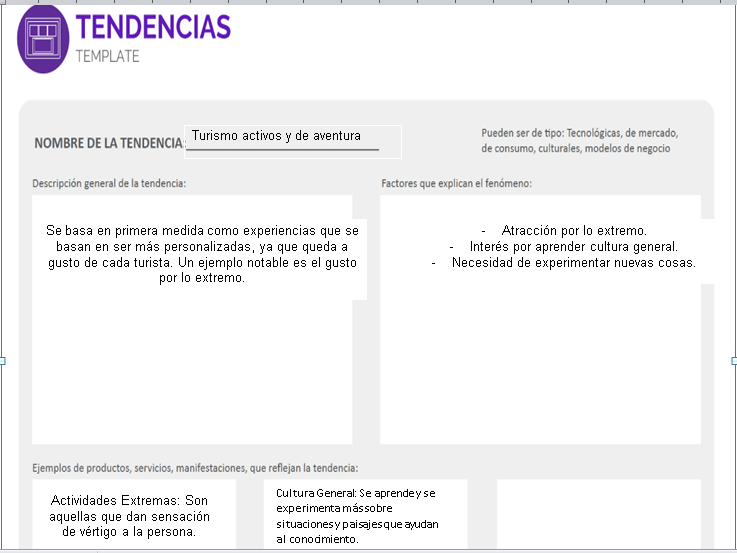 TENDENCIAS
TEMPLATE
NOMBRE DE LA TENDENCIA:
Turismo activos y de aventura
Pueden ser de tipo: Tecnológicas, de mercado,
de consumo, culturales, modelos de negocio
Descripción general de la tendencia:
Se basa en primera medida como experiencias que se
basan en ser más personalizadas, ya que queda a
gusto de cada turista. Un ejemplo notable es el gusto
por lo extremo.
Factores que explican el fenómeno:
- Atracción por lo extremo.
- Interés por aprender cultura general.
- Necesidad de experimentar nuevas cosas.
Ejemplos de productos, servicios, manifestaciones, que reflejan la tendencia:
Actividades Extremas: Son
aquellas que dan sensación
de vértigo a la persona.
Cultura General: Se aprende y se
experimenta más sobre
situaciones y paisajes que ayudan
al conocimiento.